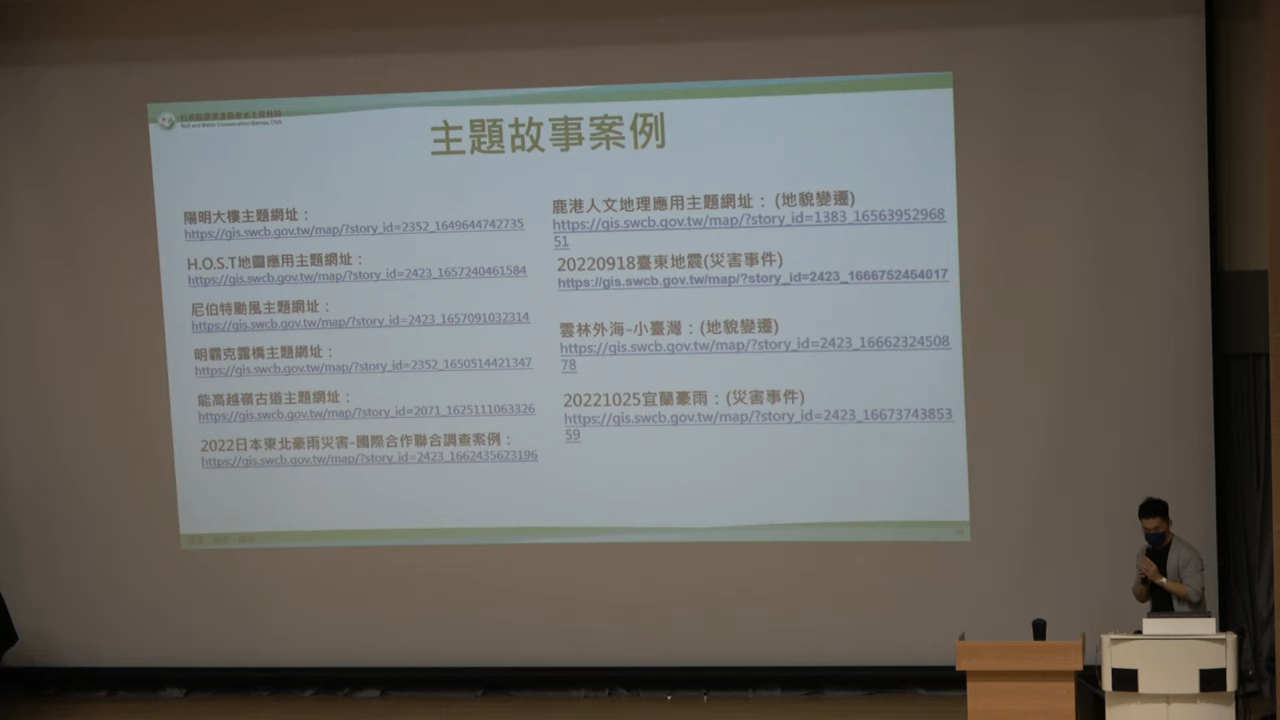 Soil and Water Conservation Bureau, COA
主題故事案例
陽明大樓主題網址：
https://gis.swcb.gov.tw/map/?story_id=2352_1649644742735
H.O.S.T地圖應用主題網址：
https://gis.swcb.gov.tw/map/?story_id=2423_1657240461584
尼伯特颱風主題網址：
https://gis.swcb.gov.tw/map/?story_id=2423_1657091032314
明霸克露橋主題網址：
https://gis.swcb.gov.tw/map/?story_id=2352_1650514421347
能高越嶺古道主題網址：
https://gis.swcb.gov.tw/map/?story_id=2071_1625111063326
2022日本東北豪雨災害-國際合作聯合調查案例：
https://gis.swcb.gov.tw/map/?story_id=2423_1662435623196
鹿港人文地理應用主題網址： (地貌變遷)
https://gis.swcb.gov.tw/map/?story_id=1383_16563952968
51
20220918臺東地震(災害事件)
https://gis.swcb.gov.tw/map/?story_id=2423_1666752454017
雲林外海-小臺灣：(地貌變遷)
https://gis.swcb.gov.tw/map/?story_id=2423_16662324508
78
20221025宜蘭豪雨：(災害事件)
https://gis.swcb.gov.tw/map/?story_id=2423_16673743853
59